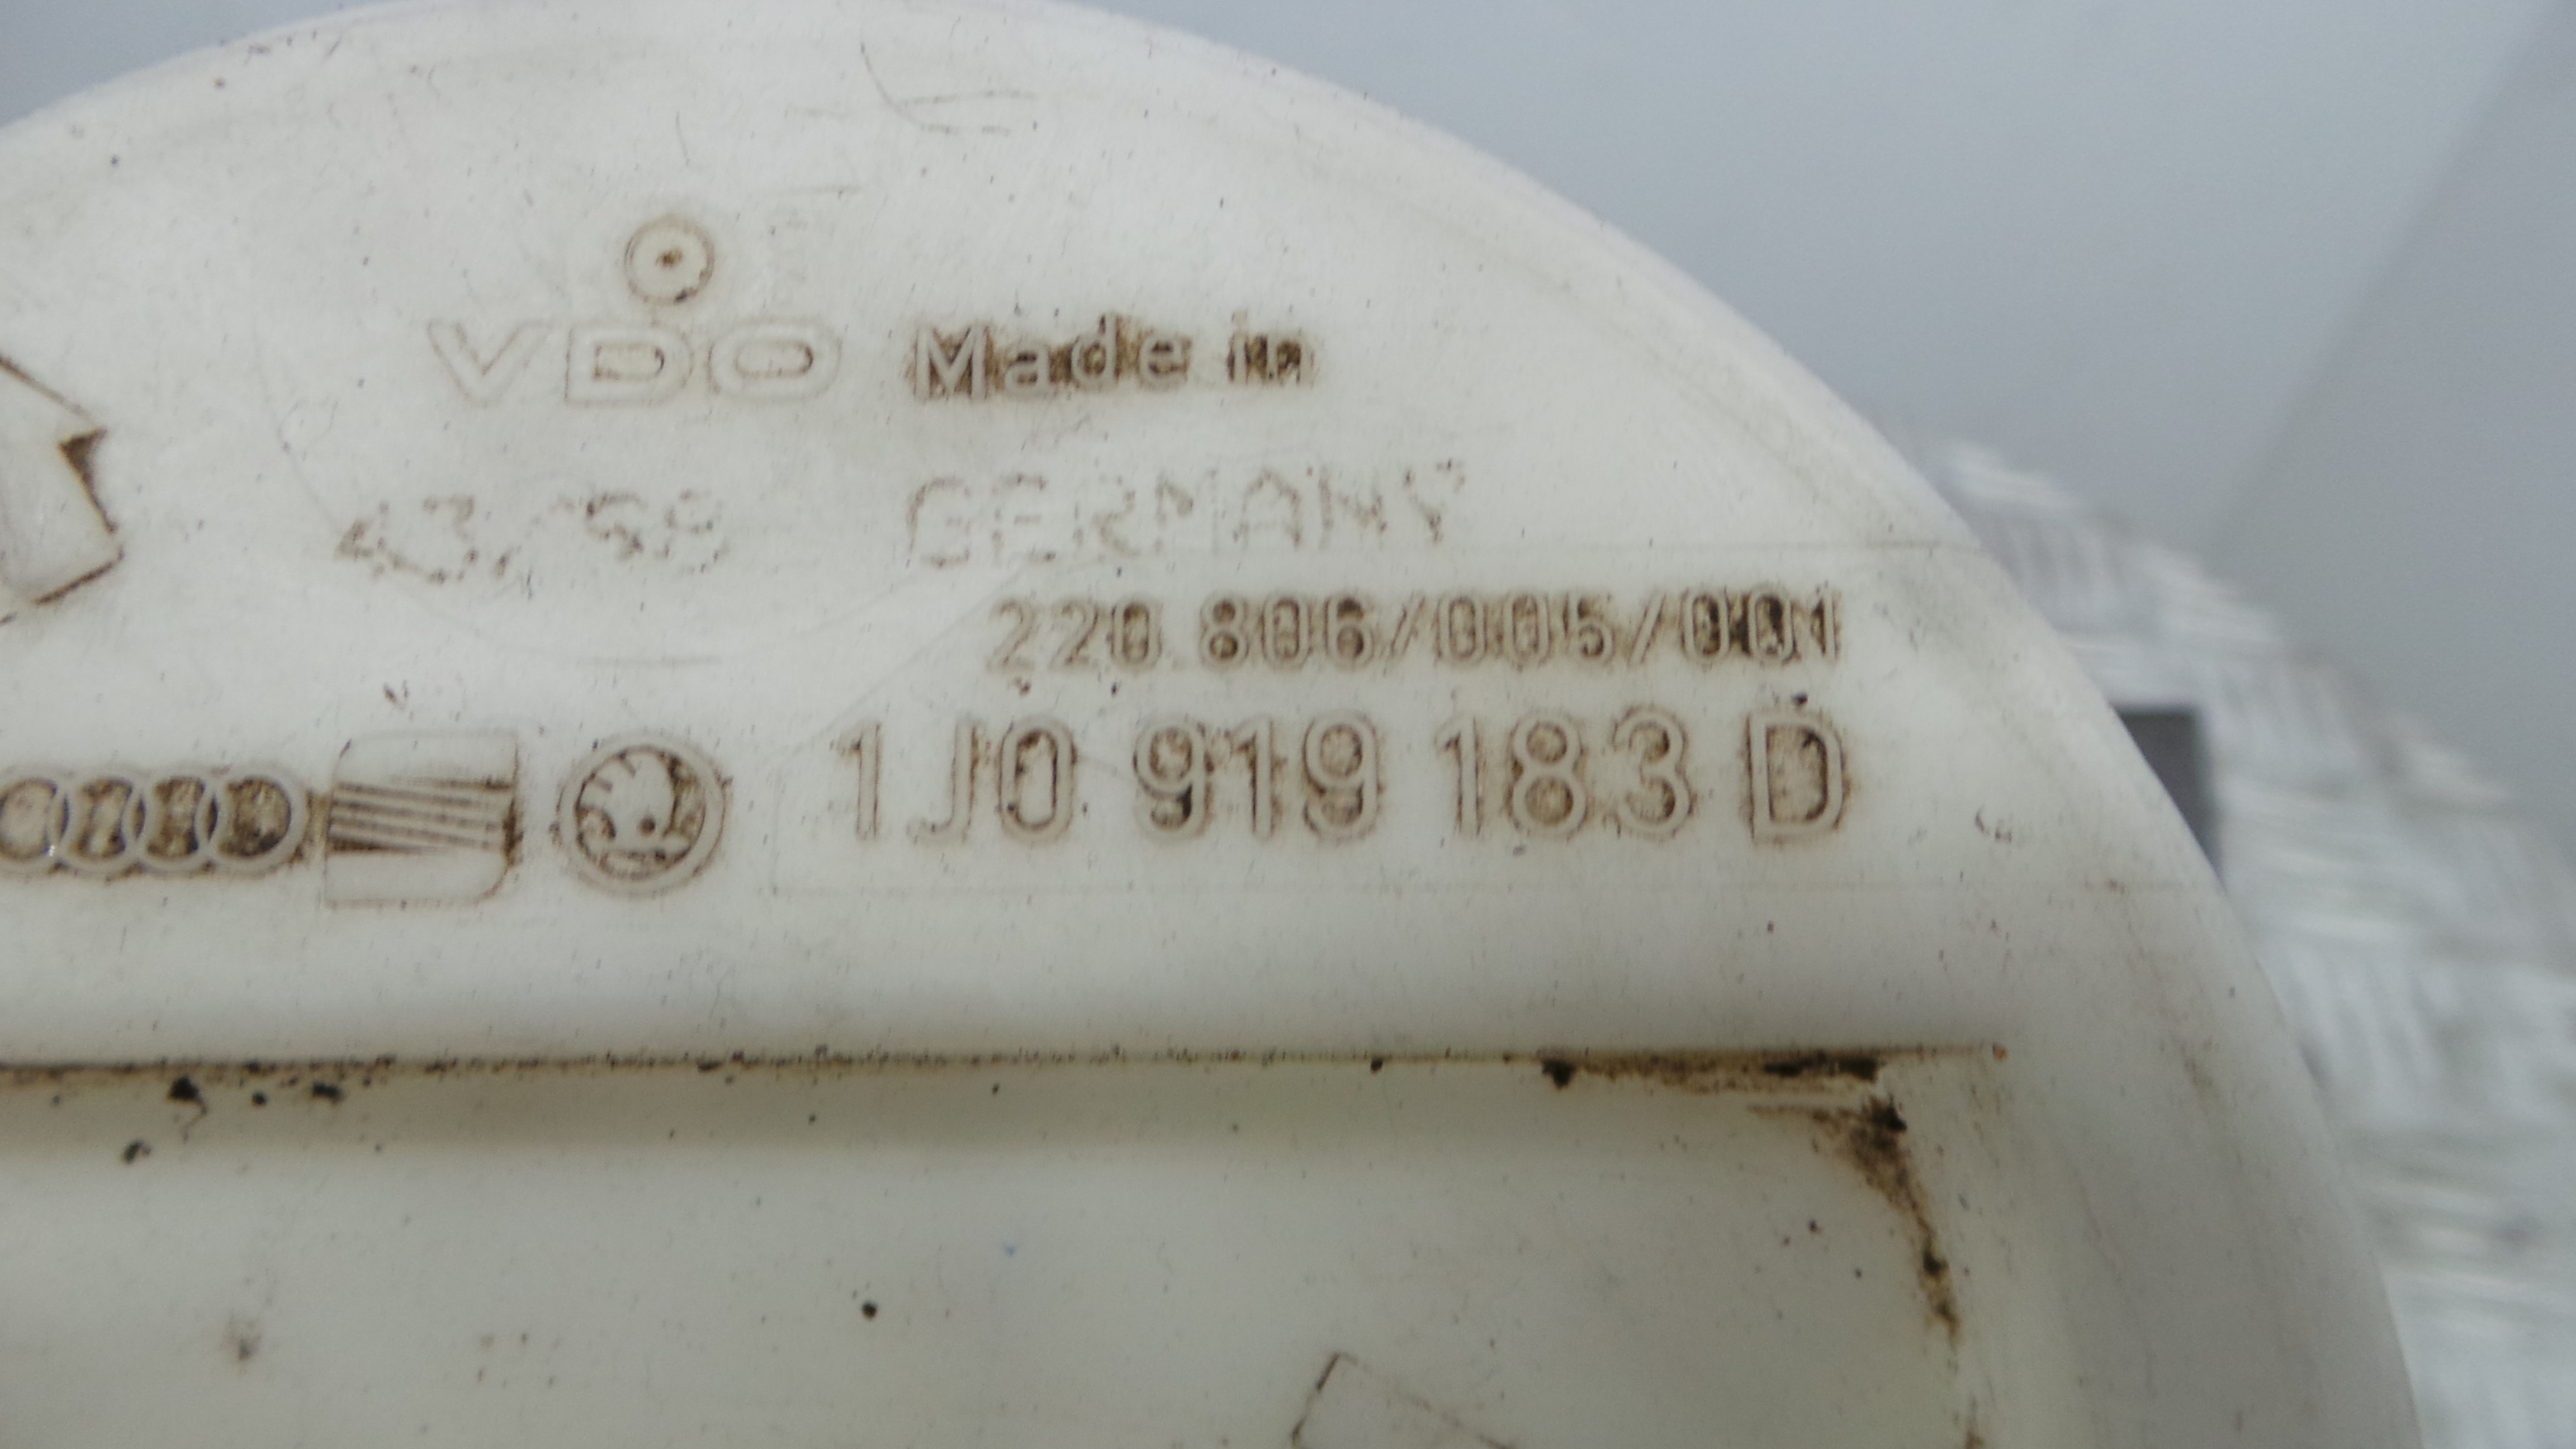 VDO Made in
43/98 GERMANY
220.806/005/001
1J0 919 183 D